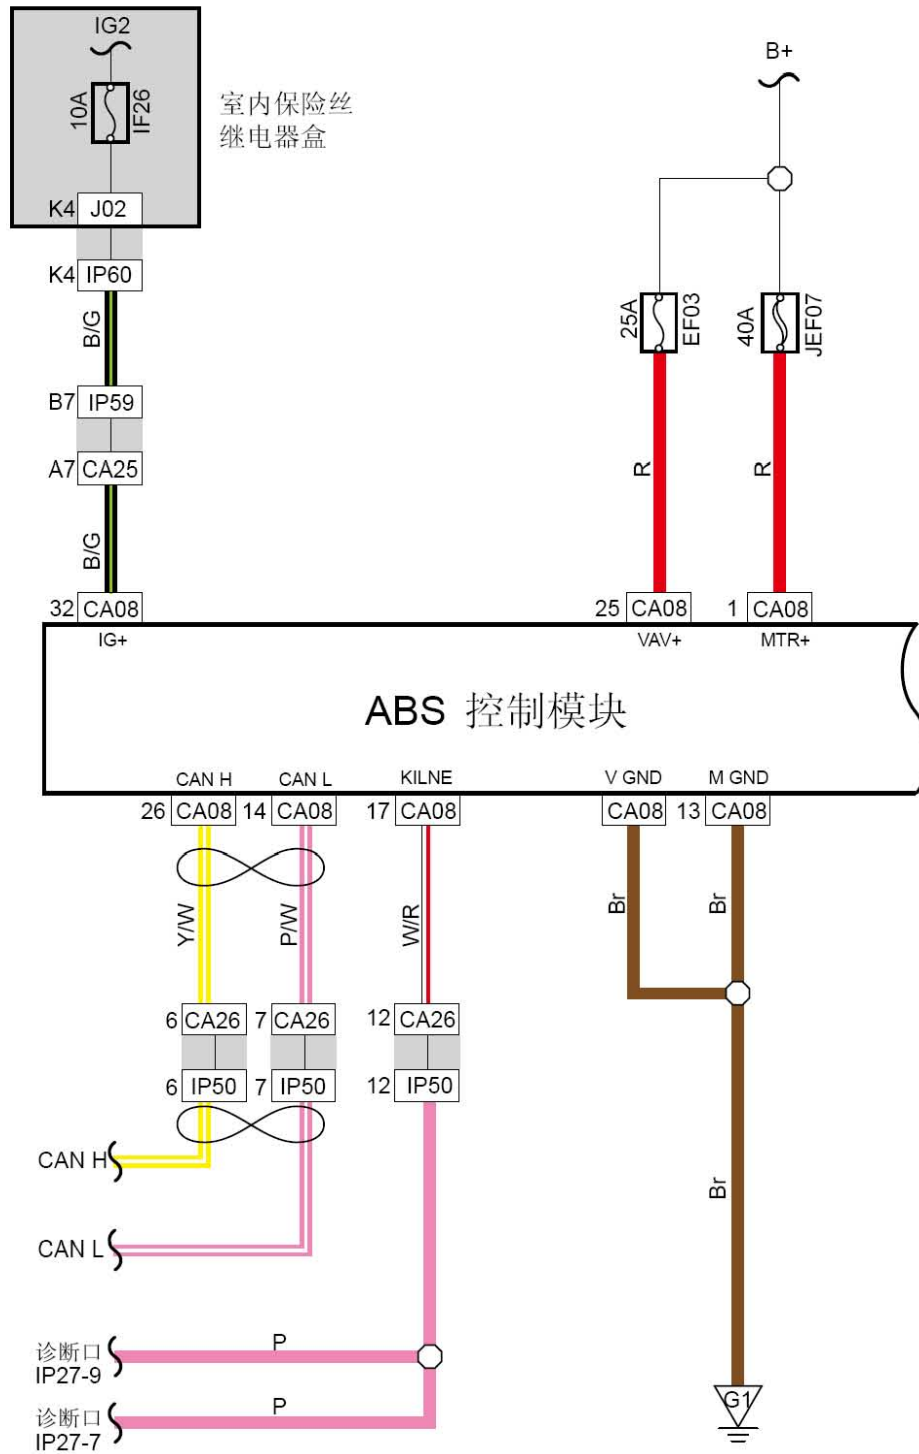 IG2
10A
IF26
室内保险丝
继电器盒
B+
K4 J02
K4 IP60
B/G
25A
EF03
40A
JEF07
B7 IP59
A7 CA25
B/G
R
R
32 CA08
25 CA08
1 CA08
IG+
VAV+
MTR+
ABS 控制模块
CAN H
CAN L
KILNE
V GND
M GND
26 CA08
14 CA08
17 CA08
CA08
13 CA08
Y/W
P/W
W/R
Br
Br
6 CA26
7 CA26
12 CA26
6 IP50
7 IP50
12 IP50
CAN H
Br
CAN L
诊断口
IP27-9
P
诊断口
IP27-7
P
G1